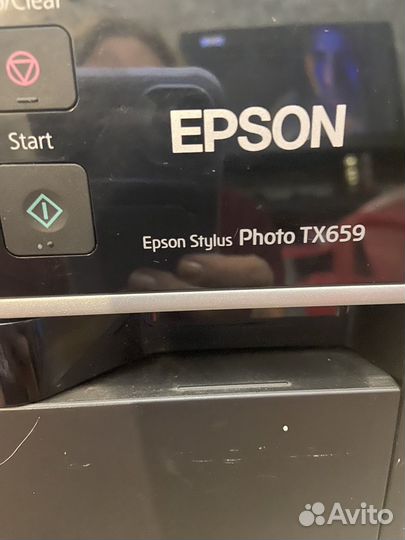 /Clear
EPSON
Start
Epson Stylus Photo TX659
Avito